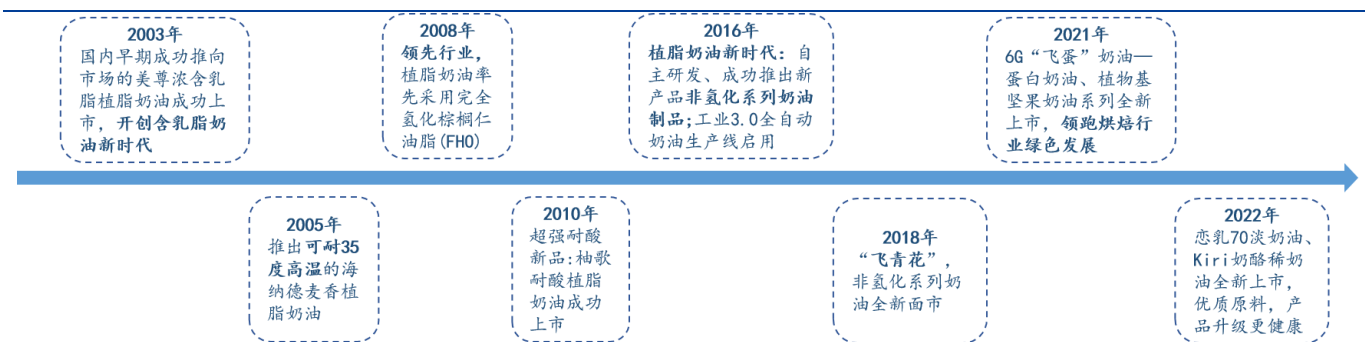 2003年
国内早期成功推向
市场的美尊浓含乳
脂植脂奶油成功上
市，开创含乳脂奶
油新时代
2005年
推出可耐35
度高温的海
纳德麦香植
脂奶油
2008年
领先行业，
植脂奶油率
先采用完全
氢化棕榈仁
油脂(FHO)
2010年
超强耐酸
新品:柚歌
耐酸植脂
奶油成功
上市
2016年
植脂奶油新时代：自
主研发、成功推出新
产品非氢化系列奶油
制品;工业3.0全自动
奶油生产线启用
2018年
“飞青花”，
非氢化系列奶
油全新面市
2021年
6G“飞蛋”奶油—
蛋白奶油、植物基
坚果奶油系列全新
上市，领跑烘焙行
业绿色发展
2022年
恋乳70淡奶油、
Kiri奶酪稀奶
油全新上市，
优质原料，产
品升级更健康